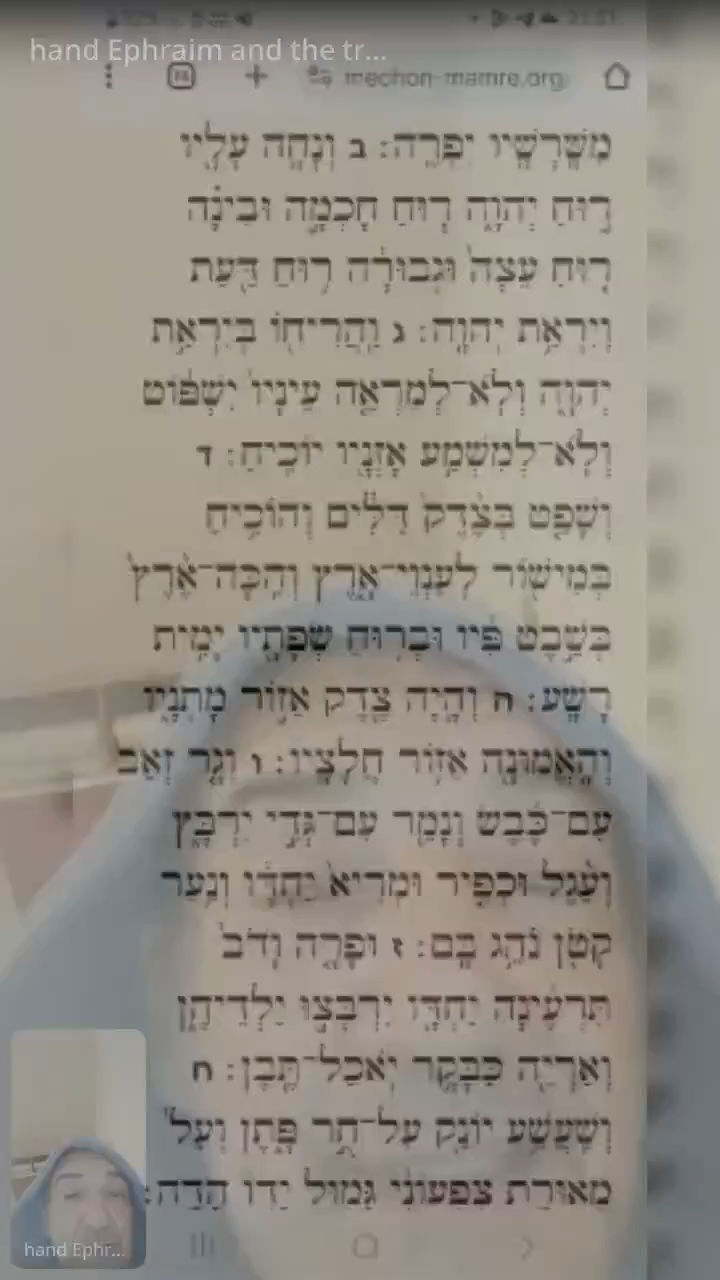 hand Ephraim and the tr...
mechon-mamre.org
מִשָּׁרָשָׁיו יִפְרֶה: ב וְנָחָה עָלָיו
רוּחַ יְהוָה רוּחַ חָכְמָה וּבִינָה
רוּחַ עֵצָה וּגְבוּרָה רוּחַ דַּעַת
וְיִרְאַת יְהוָה: ג וַהֲרִיחוֹ בְּיִרְאַת
יְהוָה וְלֹא־לְמַרְאֵה עֵינָיו יִשְׁפּוֹט
וְלֹא־לְמִשְׁמַע אָזְנָיו יוֹכִיחַ: ד
וְשָׁפַט בְּצֶדֶק דַּלִּים וְהוֹכִיחַ
בְּמִישׁוֹר לְעַנְוֵי־אָרֶץ וְהִכָּה־אֶרֶץ
בְּשֵׁבֶט פִּיו וּבְרוּחַ שְׂפָתָיו יָמִית
רָשָׁע: ה וְהָיָה צֶדֶק אֵזוֹר מָתְנָיו
וְהָאֱמוּנָה אֵזוֹר חֲלָצָיו: ו וְגָר זְאֵב
עִם־כֶּבֶשׂ וְנָמֵר עִם־גְּדִי יִרְבָּץ
וְעֵגֶל וּכְפִיר וּמְרִיא יַחְדָּו וְנַעַר
קָטֹן נֹהֵג בָּם: ז וּפָרָה וָדֹב
תִּרְעֶינָה יַחְדָּו יִרְבְּצוּ יַלְדֵיהֶן
וְאַרְיֵה כַּבָּקָר יֹאכַל־תֶּבֶן: ח
וְשִׁעֲשַׁע יוֹנֵק עַל־חֻר פָּתֶן וְעַל
מְאוּרַת צִפְעוֹנִי גָּמוּל יָדוֹ הָדָה:
hand Ephr...